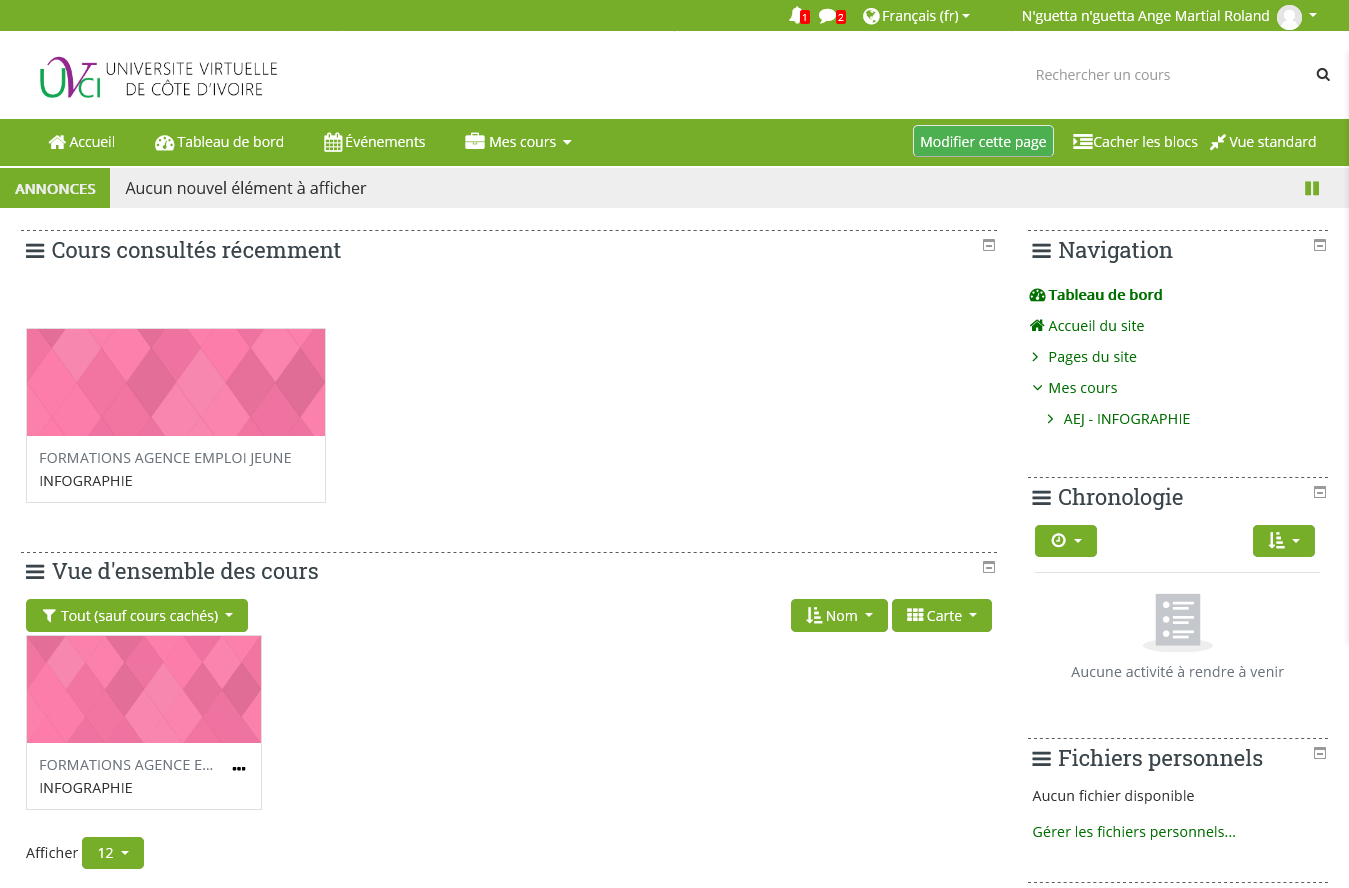 1 2 Français (fr) N'guetta n'guetta Ange Martial Roland
UVCI UNIVERSITE VIRTUELLE
DE CÔTE D'IVOIRE
Rechercher un cours
Accueil Tableau de bord Événements Mes cours Modifier cette page Cacher les blocs Vue standard
ANNONCES Aucun nouvel élément à afficher
Cours consultés récemment
FORMATIONS AGENCE EMPLOI JEUNE
INFOGRAPHIE
Vue d'ensemble des cours
Tout (sauf cours cachés) Nom Carte
FORMATIONS AGENCE E...
INFOGRAPHIE
Afficher 12
Navigation
Tableau de bord
Accueil du site
Pages du site
Mes cours
AEJ - INFOGRAPHIE
Chronologie
Aucune activité à rendre à venir
Fichiers personnels
Aucun fichier disponible
Gérer les fichiers personnels...